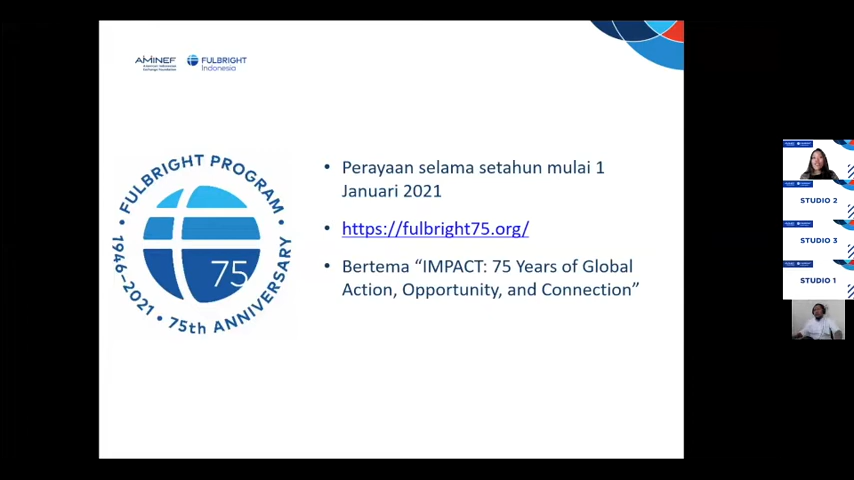 AMINEF
FULBRIGHT
Indonesia
• FULBRIGHT PROGRAM •
1946–2021 • 75th ANNIVERSARY
75
• Perayaan selama setahun mulai 1
Januari 2021
• https://fulbright75.org/
• Bertema “IMPACT: 75 Years of Global
Action, Opportunity, and Connection”
STUDIO 2
STUDIO 3
STUDIO 1